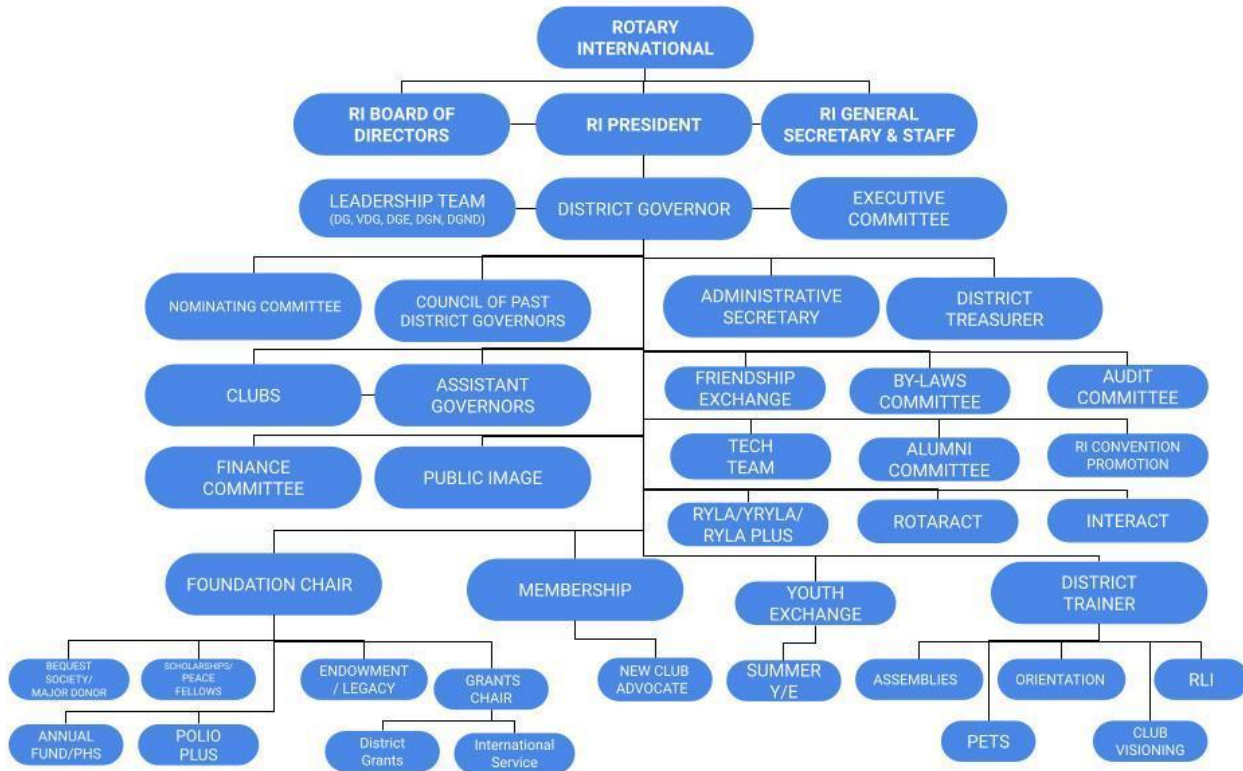 ROTARY
INTERNATIONAL
RI BOARD OF
DIRECTORS
RI PRESIDENT
RI GENERAL
SECRETARY & STAFF
LEADERSHIP TEAM
(DG, VDG, DGE, DGN, DGND)
DISTRICT GOVERNOR
EXECUTIVE
COMMITTEE
NOMINATING COMMITTEE
COUNCIL OF PAST
DISTRICT GOVERNORS
ADMINISTRATIVE
SECRETARY
DISTRICT
TREASURER
CLUBS
ASSISTANT
GOVERNORS
FRIENDSHIP
EXCHANGE
BY-LAWS
COMMITTEE
AUDIT
COMMITTEE
FINANCE
COMMITTEE
PUBLIC IMAGE
TECH
TEAM
ALUMNI
COMMITTEE
RI CONVENTION
PROMOTION
RYLA/YRYLA/
RYLA PLUS
ROTARACT
INTERACT
FOUNDATION CHAIR
MEMBERSHIP
YOUTH
EXCHANGE
DISTRICT
TRAINER
BEQUEST
SOCIETY/
MAJOR DONOR
SCHOLARSHIPS/
PEACE
FELLOWS
ENDOWMENT
/ LEGACY
GRANTS
CHAIR
NEW CLUB
ADVOCATE
SUMMER
Y/E
ASSEMBLIES
ORIENTATION
RLI
ANNUAL
FUND/PHS
POLIO
PLUS
District
Grants
International
Service
PETS
CLUB
VISIONING